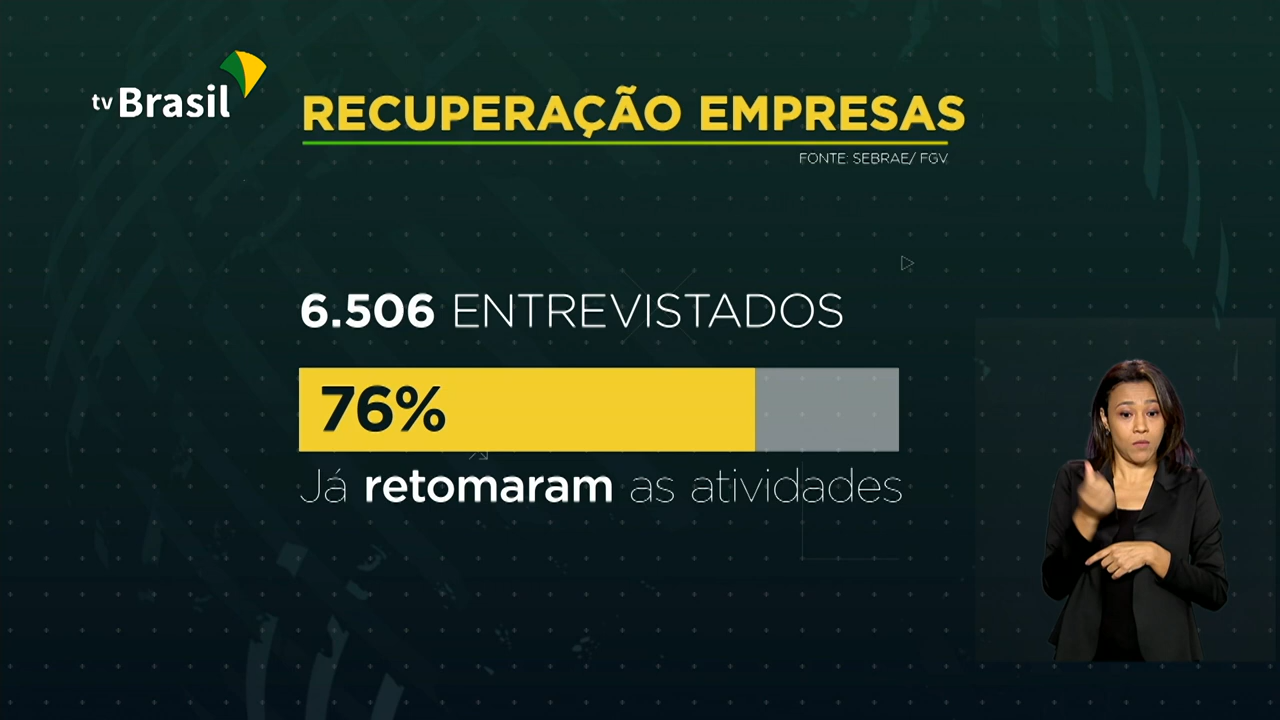 tv Brasil
RECUPERAÇÃO EMPRESAS
FONTE: SEBRAE/ FGV
6.506 ENTREVISTADOS
76%
Já retomaram as atividades